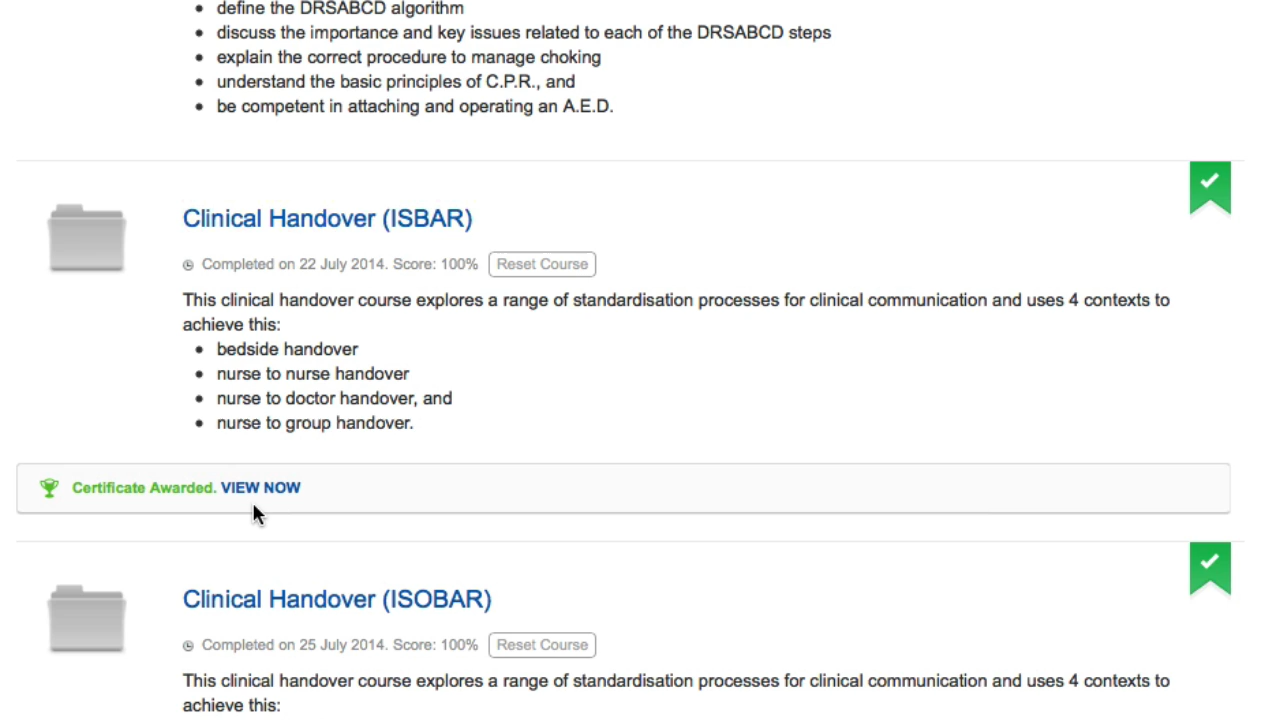 define the DRSABCD algorithm
discuss the importance and key issues related to each of the DRSABCD steps
explain the correct procedure to manage choking
understand the basic principles of C.P.R., and
be competent in attaching and operating an A.E.D.
Clinical Handover (ISBAR)
Completed on 22 July 2014. Score: 100% Reset Course
This clinical handover course explores a range of standardisation processes for clinical communication and uses 4 contexts to
achieve this:
bedside handover
nurse to nurse handover
nurse to doctor handover, and
nurse to group handover.
Certificate Awarded. VIEW NOW
Clinical Handover (ISOBAR)
Completed on 25 July 2014. Score: 100% Reset Course
This clinical handover course explores a range of standardisation processes for clinical communication and uses 4 contexts to
achieve this: